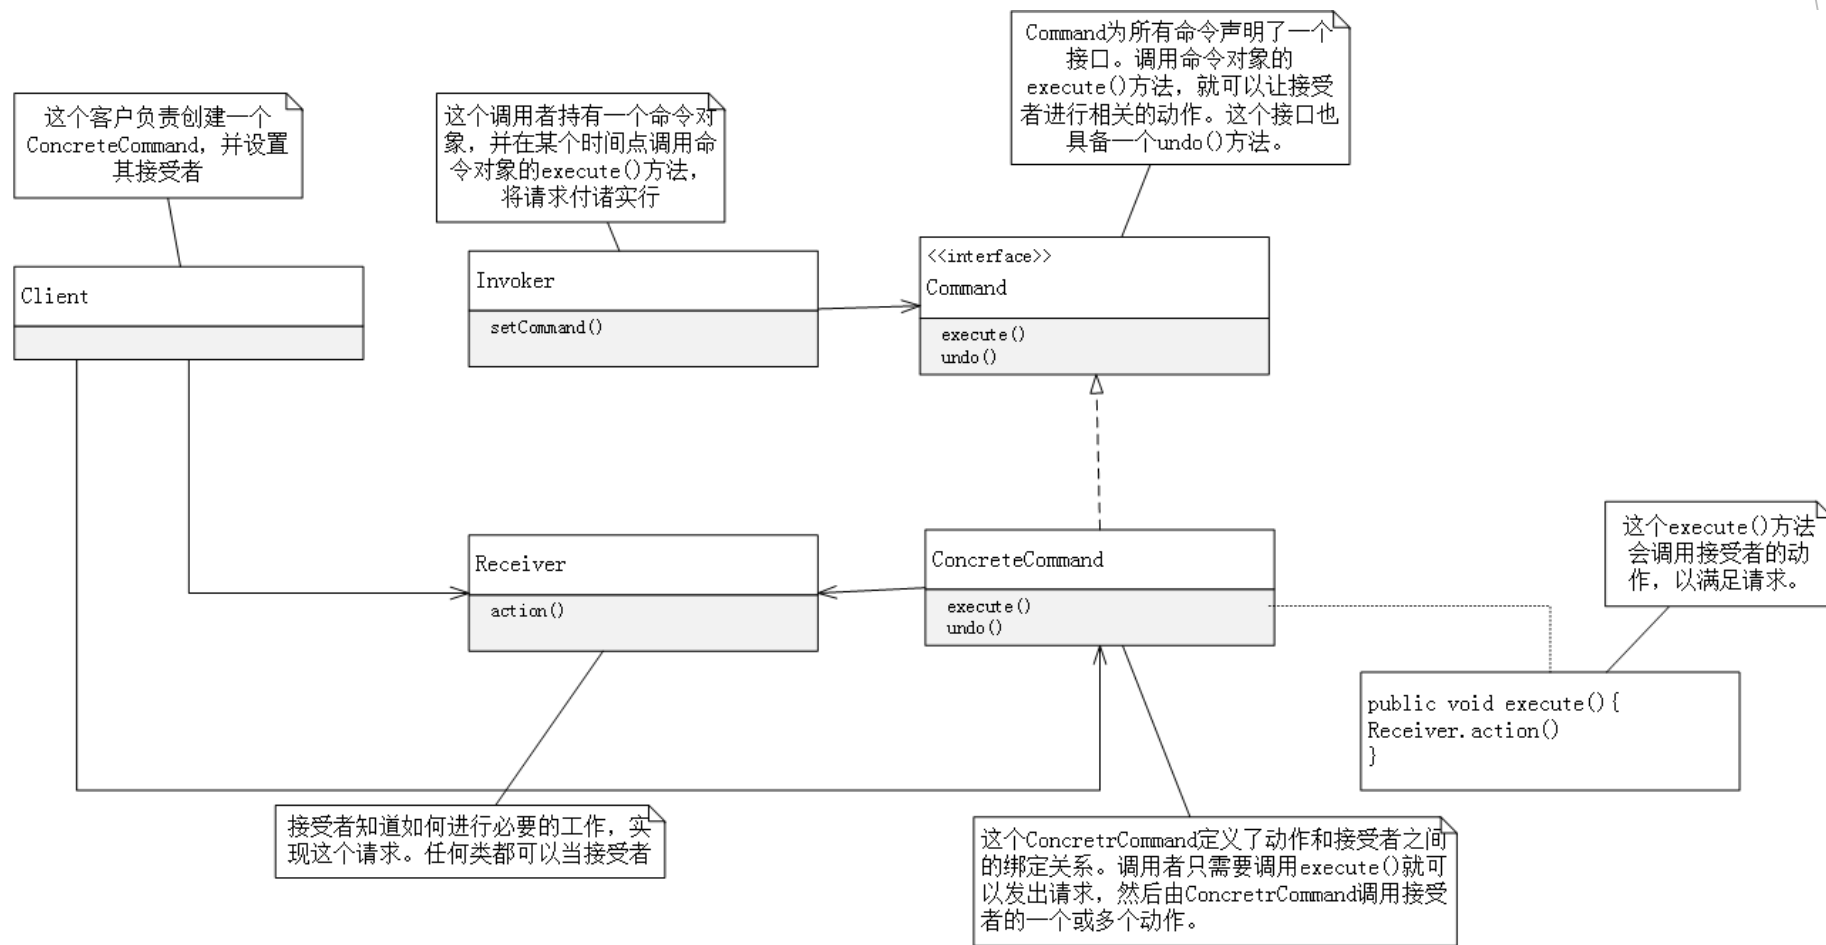 Command为所有命令声明了一个
接口。调用命令对象的
execute()方法，就可以让接受
者进行相关的动作。这个接口也
具备一个undo()方法。
这个客户负责创建一个
ConcreteCommand，并设置
其接受者
这个调用者持有一个命令对
象，并在某个时间点调用命
令对象的execute()方法，
将请求付诸实行
Client
Invoker
setCommand()
<<interface>>
Command
execute()
undo()
Receiver
action()
ConcreteCommand
execute()
undo()
这个execute()方法
会调用接受者的动
作，以满足请求。
public void execute(){
Receiver.action()
}
接受者知道如何进行必要的工作，实
现这个请求。任何类都可以当接受者
这个ConcretrCommand定义了动作和接受者之间
的绑定关系。调用者只需要调用execute()就可
以发出请求，然后由ConcretrCommand调用接受
者的一个或多个动作。